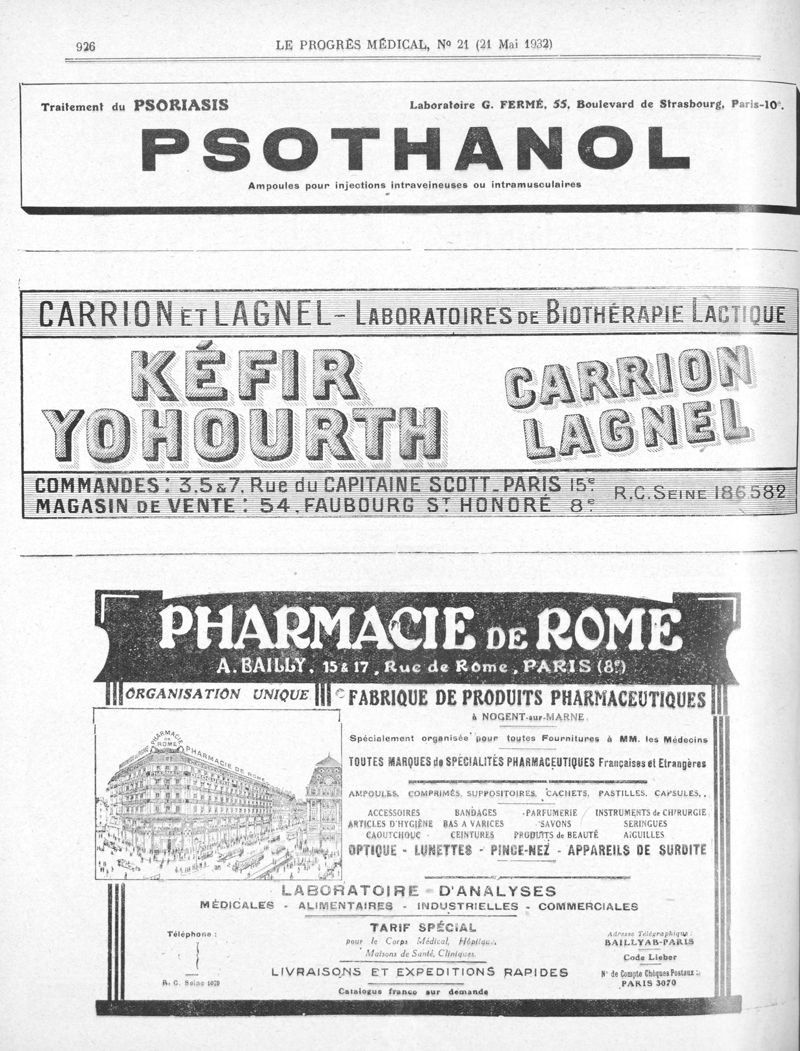 926
LE PROGRÈS MÉDICAL, No 21 (21 Mai 1932)
Traitement du PSORIASIS
Laboratoire G. FERMÉ, 55, Boulevard de Strasbourg, Paris-10e.
PSOTHANOL
Ampoules pour injections intraveineuses ou intramusculaires
CARRION ET LAGNEL - LABORATOIRES DE BIOTHÉRAPIE LACTIQUE
KÉFIR
YOHOURTH
CARRION
LAGNEL
COMMANDES : 3.5 & 7. Rue du CAPITAINE SCOTT_PARIS 15e
MAGASIN DE VENTE : 54. FAUBOURG ST HONORÉ 8e
R.C. SEINE 186.582
PHARMACIE DE ROME
A. BAILLY, 15 & 17, Rue de Rome, PARIS (8e)
ORGANISATION UNIQUE
PHARMACIE
DE
ROME
PHARMACIE DE ROME
FABRIQUE DE PRODUITS PHARMACEUTIQUES
à NOGENT-sur-MARNE.
Spécialement organisée pour toutes Fournitures à MM. les Médecins
TOUTES MARQUES de SPÉCIALITÉS PHARMACEUTIQUES Françaises et Etrangères
AMPOULES, COMPRIMÉS, SUPPOSITOIRES, CACHETS, PASTILLES, CAPSULES, .
ACCESSOIRES BANDAGES PARFUMERIE INSTRUMENTS de CHIRURGIE
ARTICLES D'HYGIÈNE BAS A VARICES SAVONS SERINGUES
CAOUTCHOUC CEINTURES PRODUITS de BEAUTÉ AIGUILLES
OPTIQUE - LUNETTES - PINCE-NEZ - APPAREILS DE SURDITE
LABORATOIRE D'ANALYSES
MÉDICALES - ALIMENTAIRES - INDUSTRIELLES - COMMERCIALES
Téléphone :
R. C. Seine 1070
TARIF SPÉCIAL
pour le Corps Médical, Hôpitaux,
Maisons de Santé, Cliniques.
LIVRAISONS ET EXPEDITIONS RAPIDES
Catalogue franco sur demande
Adresse Télégraphique :
BAILLYAB-PARIS
Code Lieber
N° de Compte Chèques Postaux :
PARIS 3070